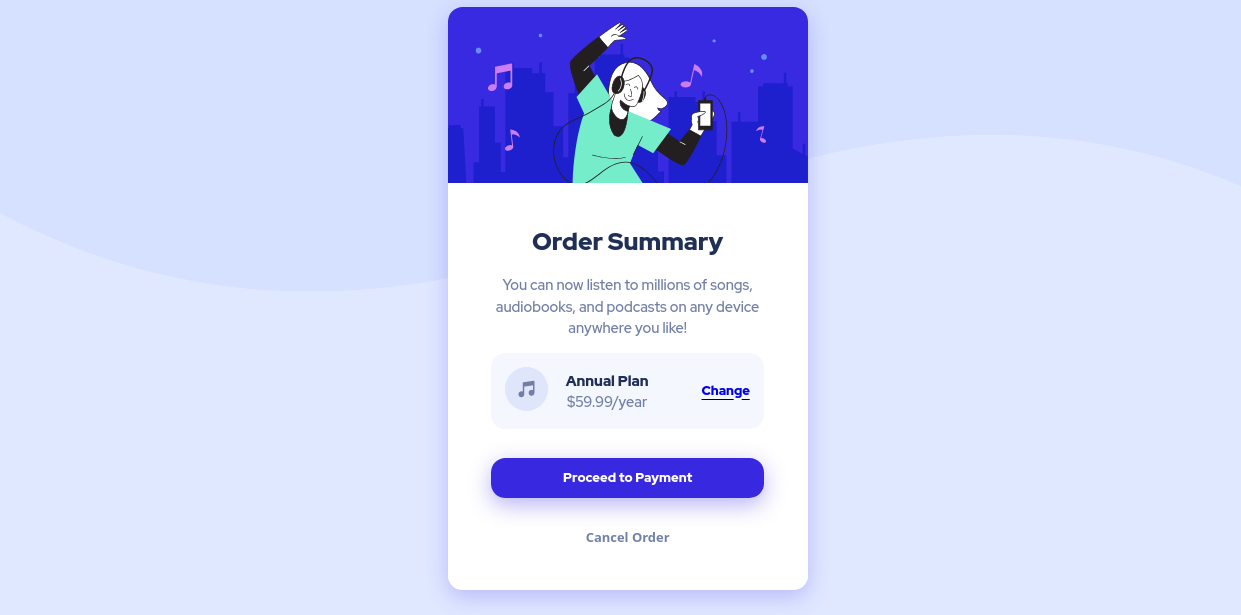 Order Summary
You can now listen to millions of songs,
audiobooks, and podcasts on any device
anywhere you like!
Annual Plan
$59.99/year
Change
Proceed to Payment
Cancel Order